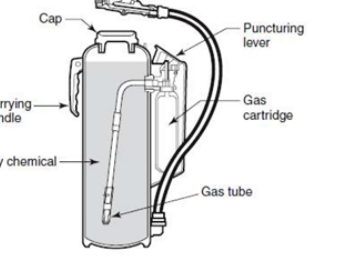 Cap
Puncturing
lever
rrying
ndle
Gas
cartridge
y chemical
Gas tube